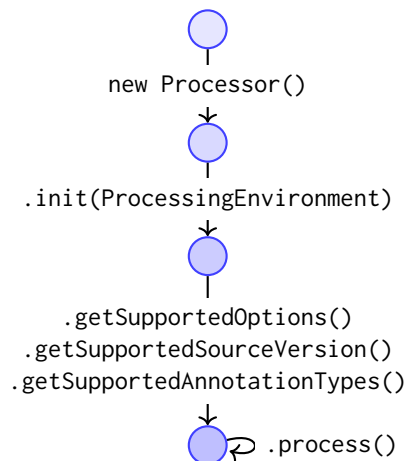 new Processor()
.init(ProcessingEnvironment)
.getSupportedOptions()
.getSupportedSourceVersion()
.getSupportedAnnotationTypes()
.process()